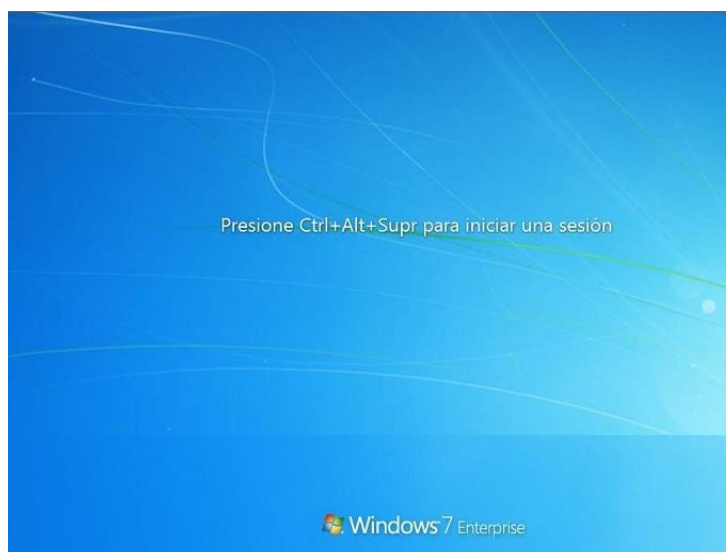 Presione Ctrl+Alt+Supr para iniciar una sesión
Windows 7 Enterprise